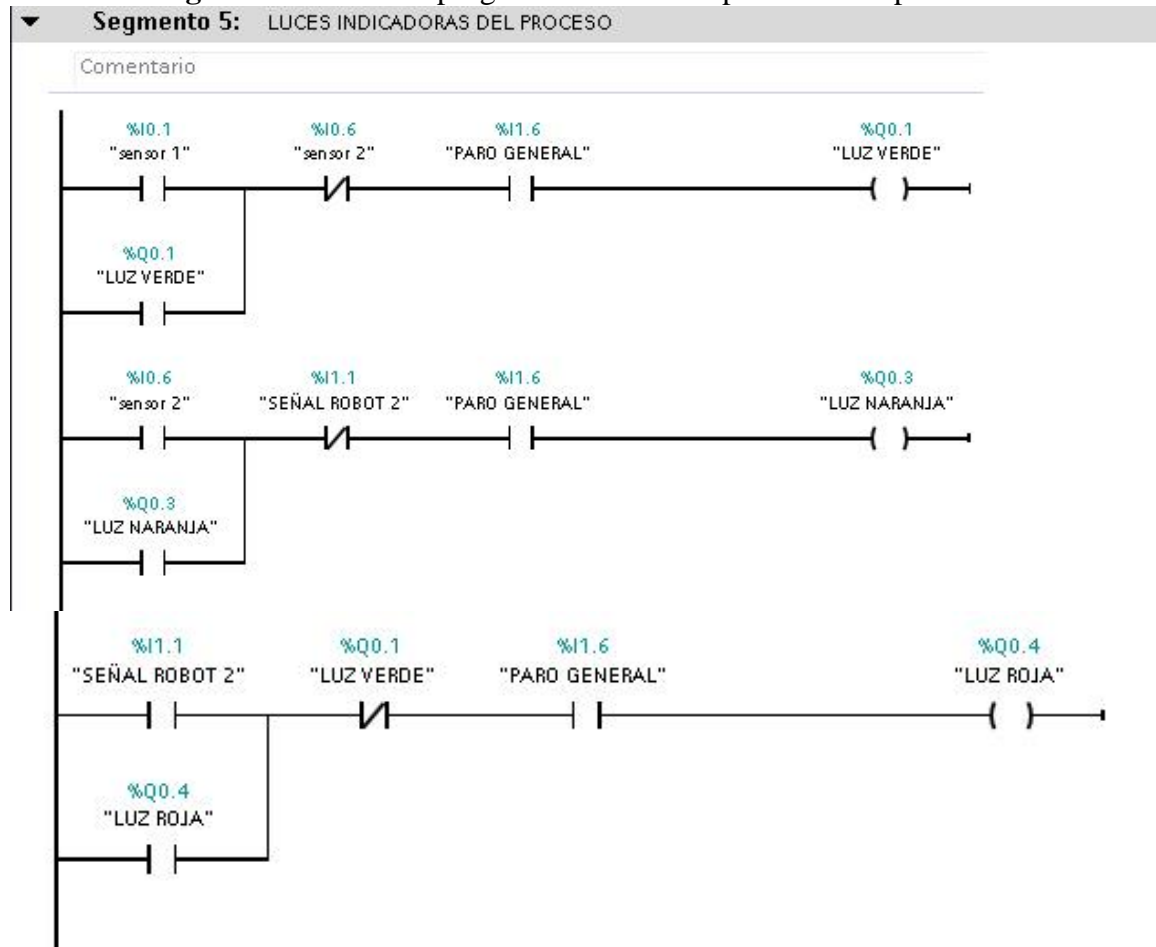 Segmento 5: LUCES INDICADORAS DEL PROCESO
Comentario
%I0.1 %I0.6 %I1.6 %Q0.1
"sensor 1" "sensor 2" "PARO GENERAL" "LUZ VERDE"
%Q0.1
"LUZ VERDE"
%I0.6 %I1.1 %I1.6 %Q0.3
"sensor 2" "SEÑAL ROBOT 2" "PARO GENERAL" "LUZ NARANJA"
%Q0.3
"LUZ NARANJA"
%I1.1 %Q0.1 %I1.6 %Q0.4
"SEÑAL ROBOT 2" "LUZ VERDE" "PARO GENERAL" "LUZ ROJA"
%Q0.4
"LUZ ROJA"